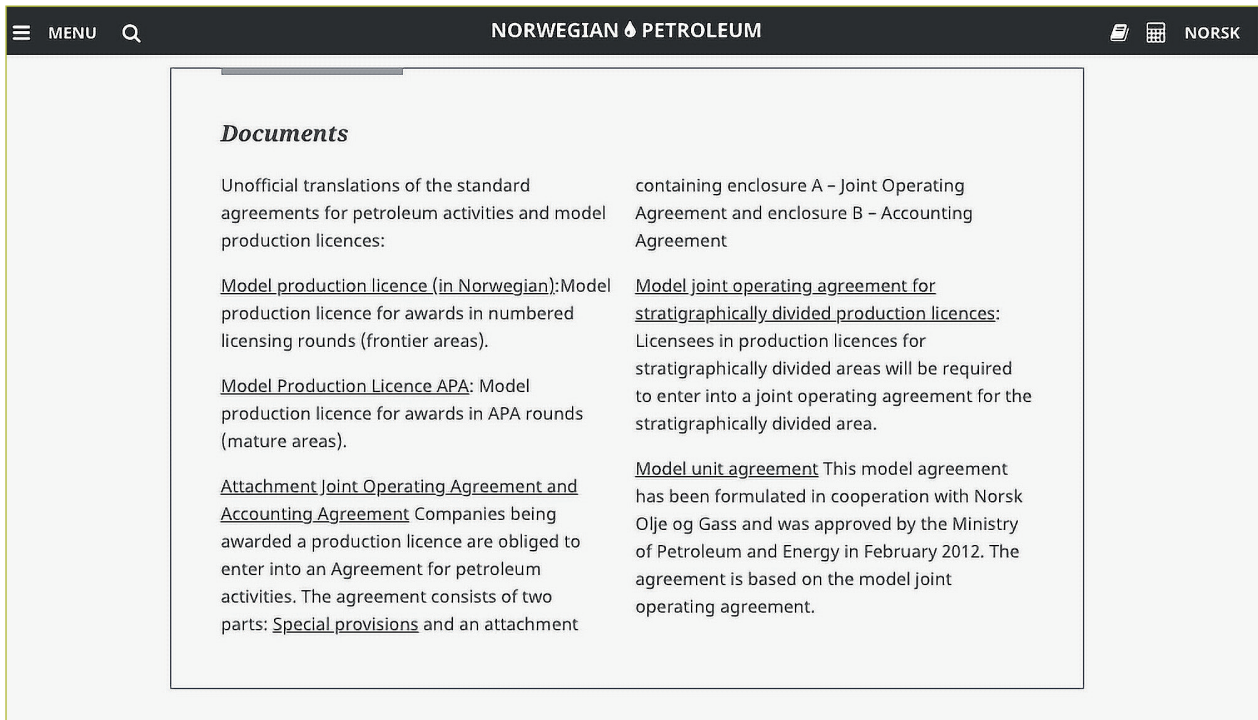 MENU
NORWEGIAN PETROLEUM
NORSK
Documents
Unofficial translations of the standard
agreements for petroleum activities and model
production licences:
Model production licence (in Norwegian):Model
production licence for awards in numbered
licensing rounds (frontier areas).
Model Production Licence APA: Model
production licence for awards in APA rounds
(mature areas).
Attachment Joint Operating Agreement and
Accounting Agreement Companies being
awarded a production licence are obliged to
enter into an Agreement for petroleum
activities. The agreement consists of two
parts: Special provisions and an attachment
containing enclosure A – Joint Operating
Agreement and enclosure B – Accounting
Agreement
Model joint operating agreement for
stratigraphically divided production licences:
Licensees in production licences for
stratigraphically divided areas will be required
to enter into a joint operating agreement for the
stratigraphically divided area.
Model unit agreement This model agreement
has been formulated in cooperation with Norsk
Olje og Gass and was approved by the Ministry
of Petroleum and Energy in February 2012. The
agreement is based on the model joint
operating agreement.